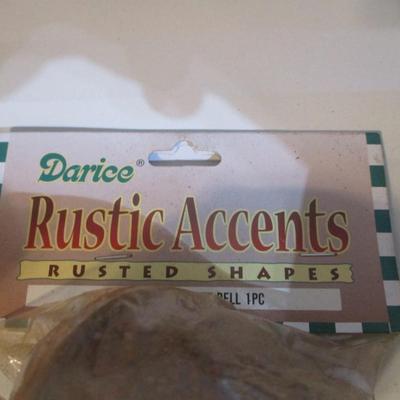 Darice®
Rustic Accents
RUSTED SHAPES
BELL 1PC